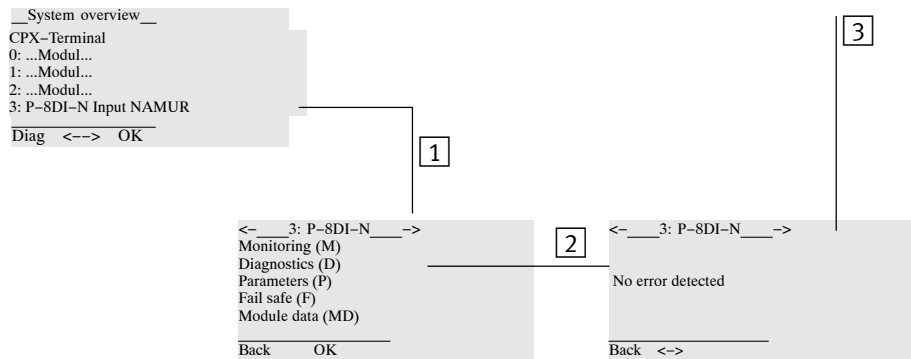 __System overview__
CPX–Terminal
0: ...Modul...
1: ...Modul...
2: ...Modul...
3: P–8DI–N Input NAMUR
Diag <––> OK
1
3
<-____3: P–8DI–N____–>
Monitoring (M)
Diagnostics (D)
Parameters (P)
Fail safe (F)
Module data (MD)
Back OK
2
<-____3: P–8DI–N____–>
No error detected
Back <–>